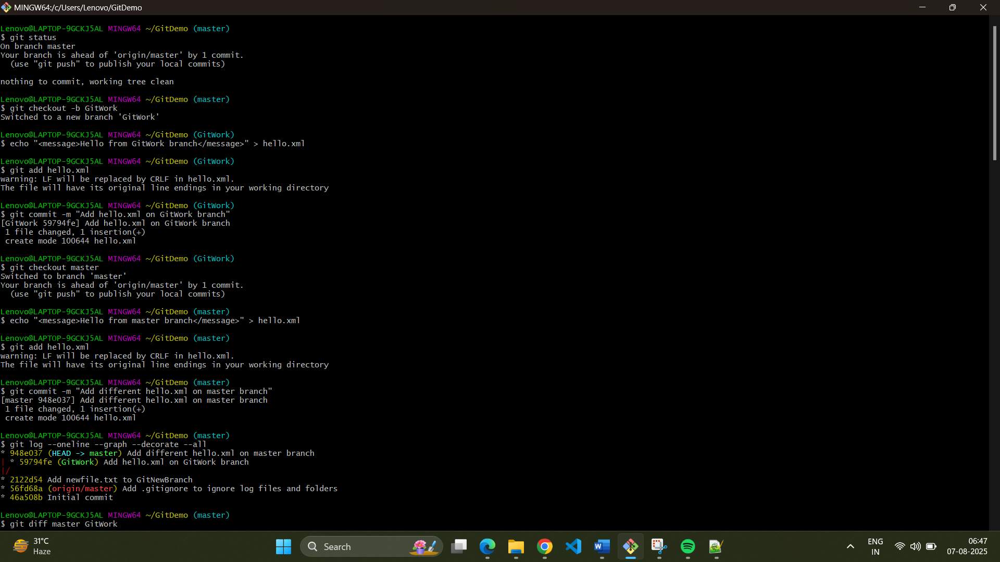 MINGW64:/c/Users/Lenovo/GitDemo
Lenovo@LAPTOP-9GCKJ5AL MINGW64 ~/GitDemo (master)
$ git status
On branch master
Your branch is ahead of 'origin/master' by 1 commit.
  (use "git push" to publish your local commits)
nothing to commit, working tree clean
Lenovo@LAPTOP-9GCKJ5AL MINGW64 ~/GitDemo (master)
$ git checkout -b GitWork
Switched to a new branch 'GitWork'
Lenovo@LAPTOP-9GCKJ5AL MINGW64 ~/GitDemo (GitWork)
$ echo "<message>Hello from GitWork branch</message>" > hello.xml
Lenovo@LAPTOP-9GCKJ5AL MINGW64 ~/GitDemo (GitWork)
$ git add hello.xml
warning: LF will be replaced by CRLF in hello.xml.
The file will have its original line endings in your working directory
Lenovo@LAPTOP-9GCKJ5AL MINGW64 ~/GitDemo (GitWork)
$ git commit -m "Add hello.xml on GitWork branch"
[GitWork 59794fe] Add hello.xml on GitWork branch
 1 file changed, 1 insertion(+)
 create mode 100644 hello.xml
Lenovo@LAPTOP-9GCKJ5AL MINGW64 ~/GitDemo (GitWork)
$ git checkout master
Switched to branch 'master'
Your branch is ahead of 'origin/master' by 1 commit.
  (use "git push" to publish your local commits)
Lenovo@LAPTOP-9GCKJ5AL MINGW64 ~/GitDemo (master)
$ echo "<message>Hello from master branch</message>" > hello.xml
Lenovo@LAPTOP-9GCKJ5AL MINGW64 ~/GitDemo (master)
$ git add hello.xml
warning: LF will be replaced by CRLF in hello.xml.
The file will have its original line endings in your working directory
Lenovo@LAPTOP-9GCKJ5AL MINGW64 ~/GitDemo (master)
$ git commit -m "Add different hello.xml on master branch"
[master 948e037] Add different hello.xml on master branch
 1 file changed, 1 insertion(+)
 create mode 100644 hello.xml
Lenovo@LAPTOP-9GCKJ5AL MINGW64 ~/GitDemo (master)
$ git log --oneline --graph --decorate --all
* 948e037 (HEAD -> master) Add different hello.xml on master branch
| * 59794fe (GitWork) Add hello.xml on GitWork branch
|/
* 2122d54 Add newfile.txt to GitNewBranch
* 56fd68a (origin/master) Add .gitignore to ignore log files and folders
* 46a508b Initial commit
Lenovo@LAPTOP-9GCKJ5AL MINGW64 ~/GitDemo (master)
$ git diff master GitWork
31°C
Haze
Search
ENG
IN
06:47
07-08-2025